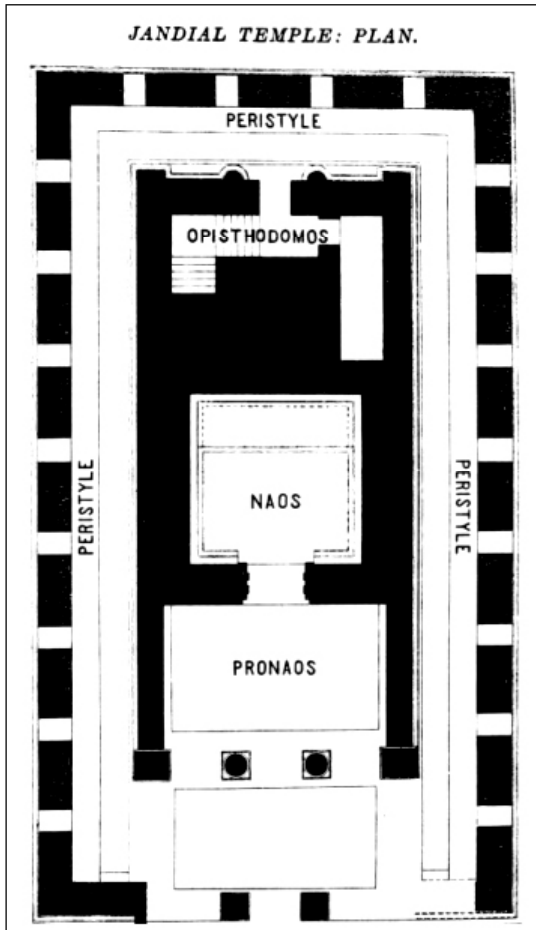 JANDIAL TEMPLE: PLAN.
PERISTYLE
OPISTHODOMOS
NAOS
PERISTYLE
PERISTYLE
PRONAOS